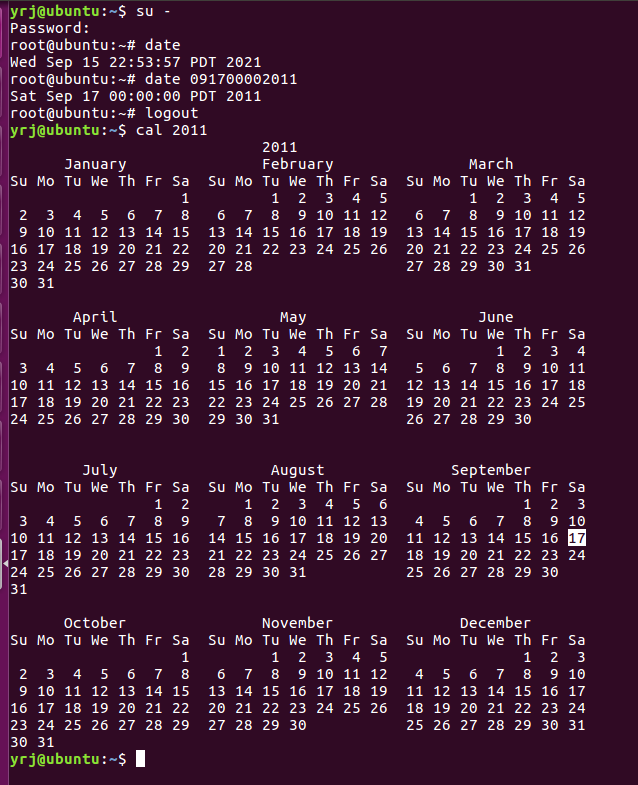 yrj@ubuntu:~$ su -
Password:
root@ubuntu:~# date
Wed Sep 15 22:53:57 PDT 2021
root@ubuntu:~# date 091700002011
Sat Sep 17 00:00:00 PDT 2011
root@ubuntu:~# logout
yrj@ubuntu:~$ cal 2011
                            2011
      January               February               March
Su Mo Tu We Th Fr Sa  Su Mo Tu We Th Fr Sa  Su Mo Tu We Th Fr Sa
                   1         1  2  3  4  5         1  2  3  4  5
 2  3  4  5  6  7  8   6  7  8  9 10 11 12   6  7  8  9 10 11 12
 9 10 11 12 13 14 15  13 14 15 16 17 18 19  13 14 15 16 17 18 19
16 17 18 19 20 21 22  20 21 22 23 24 25 26  20 21 22 23 24 25 26
23 24 25 26 27 28 29  27 28                 27 28 29 30 31
30 31
       April                  May                   June
Su Mo Tu We Th Fr Sa  Su Mo Tu We Th Fr Sa  Su Mo Tu We Th Fr Sa
                1  2   1  2  3  4  5  6  7            1  2  3  4
 3  4  5  6  7  8  9   8  9 10 11 12 13 14   5  6  7  8  9 10 11
10 11 12 13 14 15 16  15 16 17 18 19 20 21  12 13 14 15 16 17 18
17 18 19 20 21 22 23  22 23 24 25 26 27 28  19 20 21 22 23 24 25
24 25 26 27 28 29 30  29 30 31              26 27 28 29 30
        July                 August              September
Su Mo Tu We Th Fr Sa  Su Mo Tu We Th Fr Sa  Su Mo Tu We Th Fr Sa
                1  2      1  2  3  4  5  6               1  2  3
 3  4  5  6  7  8  9   7  8  9 10 11 12 13   4  5  6  7  8  9 10
10 11 12 13 14 15 16  14 15 16 17 18 19 20  11 12 13 14 15 16 17
17 18 19 20 21 22 23  21 22 23 24 25 26 27  18 19 20 21 22 23 24
24 25 26 27 28 29 30  28 29 30 31           25 26 27 28 29 30
31
      October               November              December
Su Mo Tu We Th Fr Sa  Su Mo Tu We Th Fr Sa  Su Mo Tu We Th Fr Sa
                   1         1  2  3  4  5               1  2  3
 2  3  4  5  6  7  8   6  7  8  9 10 11 12   4  5  6  7  8  9 10
 9 10 11 12 13 14 15  13 14 15 16 17 18 19  11 12 13 14 15 16 17
16 17 18 19 20 21 22  20 21 22 23 24 25 26  18 19 20 21 22 23 24
23 24 25 26 27 28 29  27 28 29 30           25 26 27 28 29 30 31
30 31
yrj@ubuntu:~$